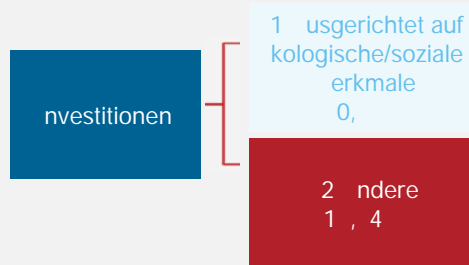 nvestitionen
1 usgerichtet auf
kologische/soziale
erkmale
0,
2 ndere
1 , 4